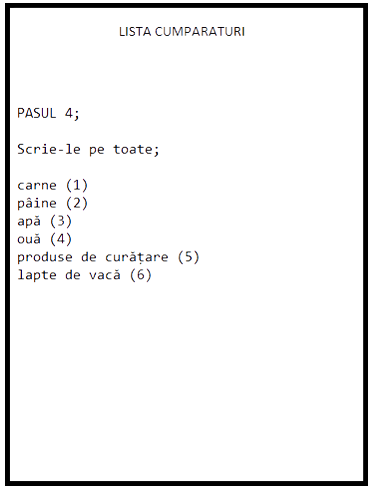 LISTA CUMPARATURI
PASUL 4;
Scrie-le pe toate;
carne (1)
pâine (2)
apă (3)
ouă (4)
produse de curățare (5)
lapte de vacă (6)